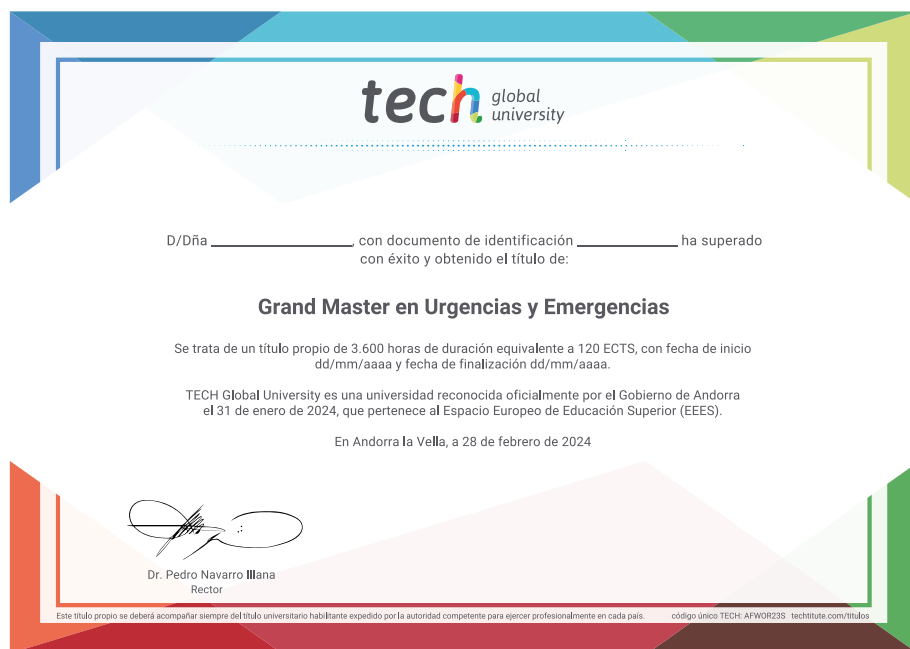 tech global
university
D/Dña ______________, con documento de identificación __________ ha superado
con éxito y obtenido el título de:
Grand Master en Urgencias y Emergencias
Se trata de un título propio de 3.600 horas de duración equivalente a 120 ECTS, con fecha de inicio
dd/mm/aaaa y fecha de finalización dd/mm/aaaa.
TECH Global University es una universidad reconocida oficialmente por el Gobierno de Andorra
el 31 de enero de 2024, que pertenece al Espacio Europeo de Educación Superior (EEES).
En Andorra la Vella, a 28 de febrero de 2024
Dr. Pedro Navarro Illana
Rector
Este título propio se deberá acompañar siempre del título universitario habilitante expedido por la autoridad competente para ejercer profesionalmente en cada país. código único TECH: AFWOR23S techtitute.com/titulos